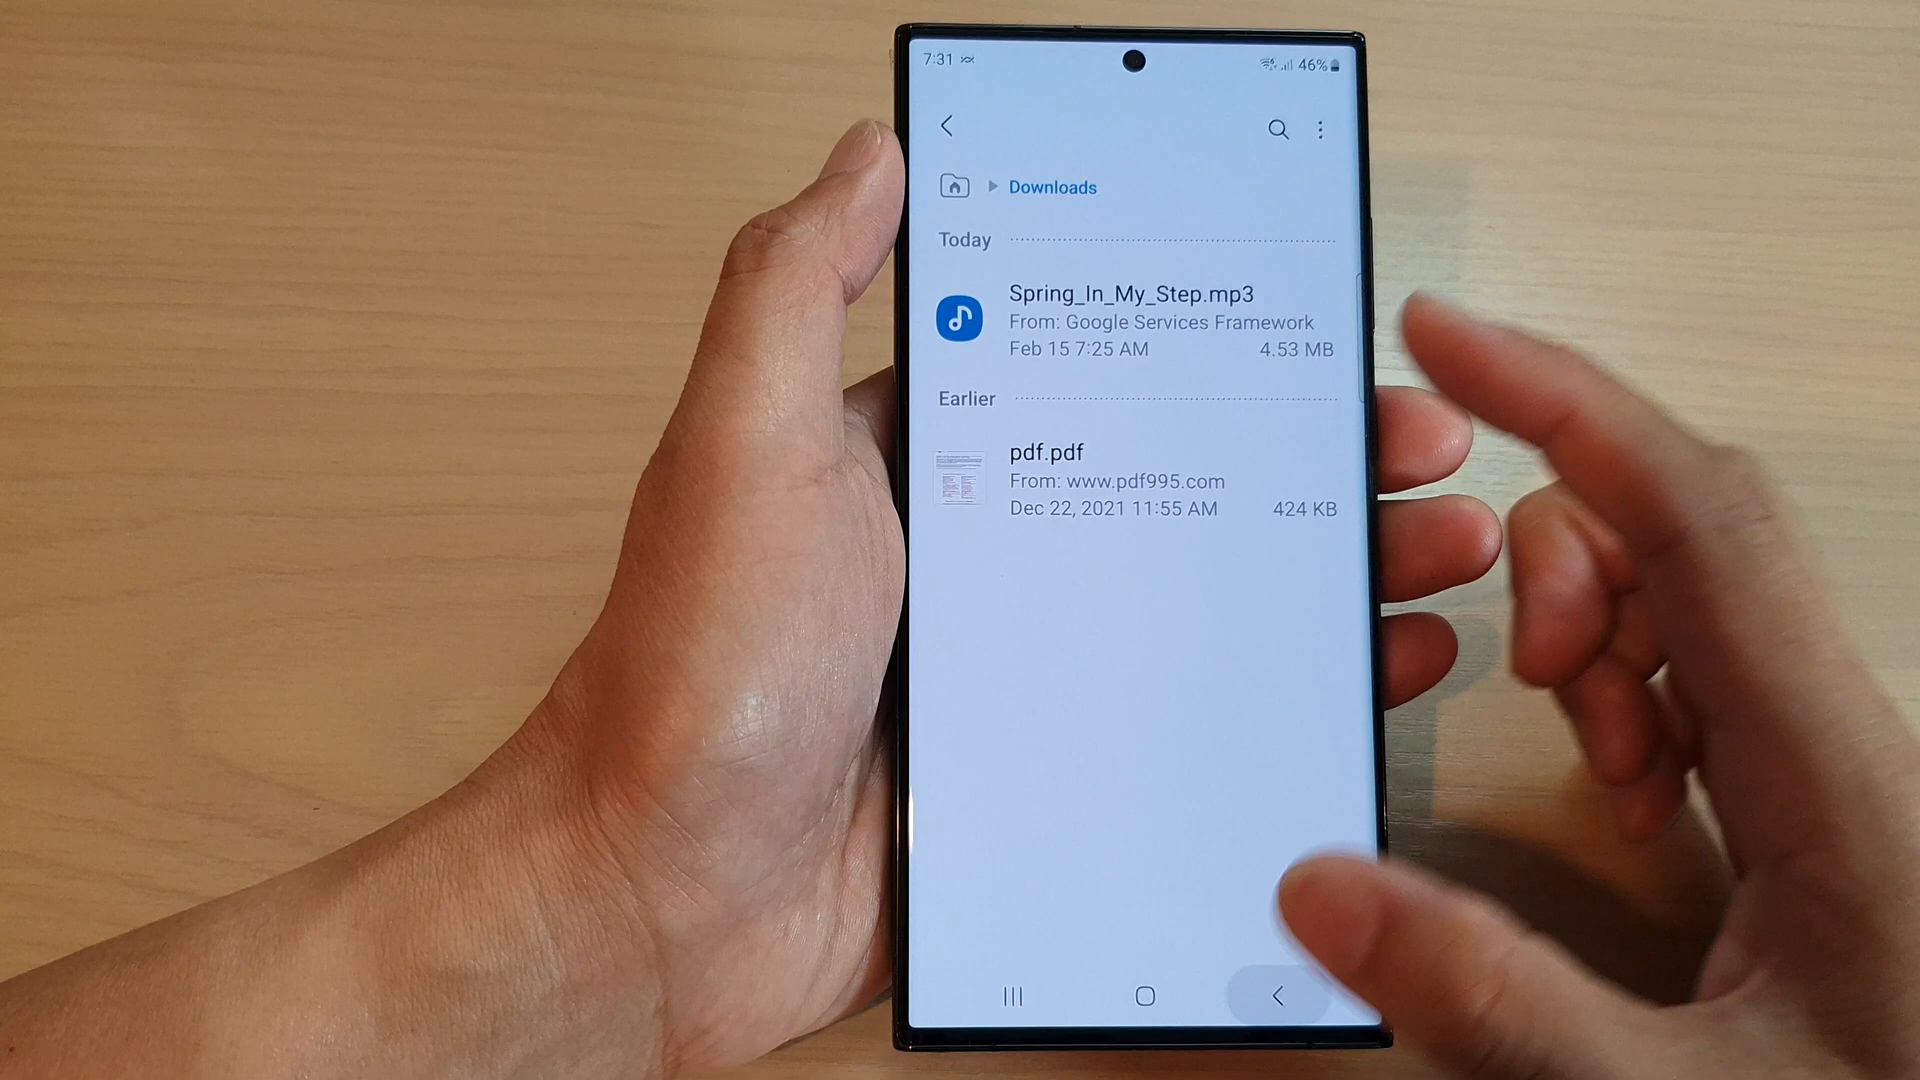 7:31
46%
Downloads
Today
Spring_In_My_Step.mp3
From: Google Services Framework
Feb 15 7:25 AM 4.53 MB
Earlier
pdf.pdf
From: www.pdf995.com
Dec 22, 2021 11:55 AM 424 KB